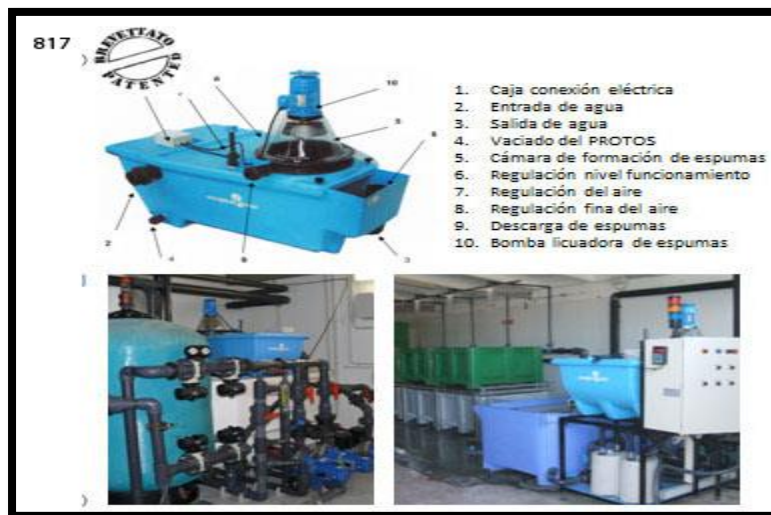 817
BREVETTATO
PATENTED
1. Caja conexión eléctrica
2. Entrada de agua
3. Salida de agua
4. Vaciado del PROTOS
5. Cámara de formación de espumas
6. Regulación nivel funcionamiento
7. Regulación del aire
8. Regulación fina del aire
9. Descarga de espumas
10. Bomba licuadora de espumas
10
6
5
8
2
4
3